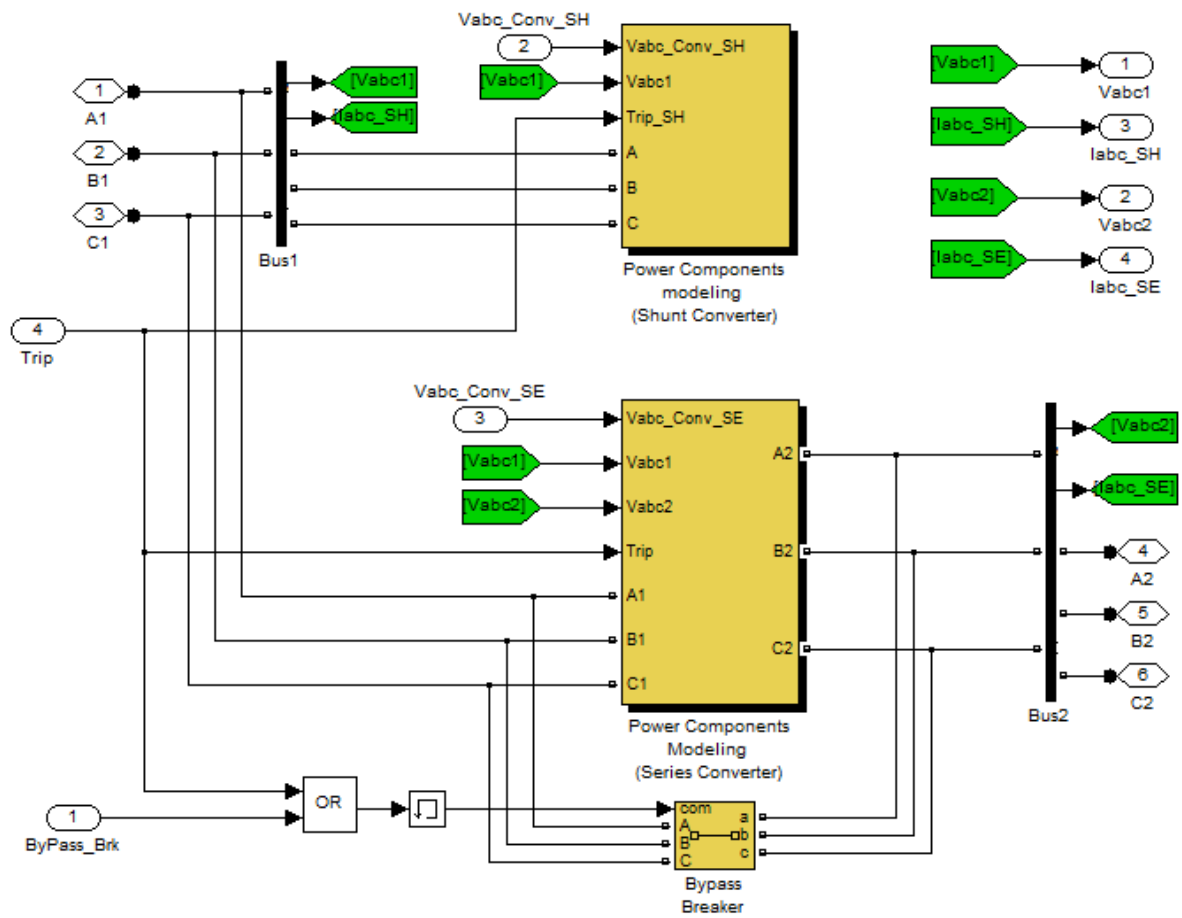 Vabc_Conv_SH
2
Vabc_Conv_SH
[Vabc1]
Vabc1
Trip_SH
A
B
C
Power Components
modeling
(Shunt Converter)
1
A1
2
B1
3
C1
[Vabc1]
[Iabc_SH]
Bus1
[Vabc1]
1
Vabc1
[Iabc_SH]
3
Iabc_SH
[Vabc2]
2
Vabc2
[Iabc_SE]
4
Iabc_SE
4
Trip
Vabc_Conv_SE
3
Vabc_Conv_SE
[Vabc1]
Vabc1
[Vabc2]
Vabc2
Trip
A1
B1
C1
A2
B2
C2
Power Components
Modeling
(Series Converter)
[Vabc2]
[Iabc_SE]
4
A2
5
B2
6
C2
Bus2
1
ByPass_Brk
OR
com
A
B
C
a
b
c
Bypass
Breaker